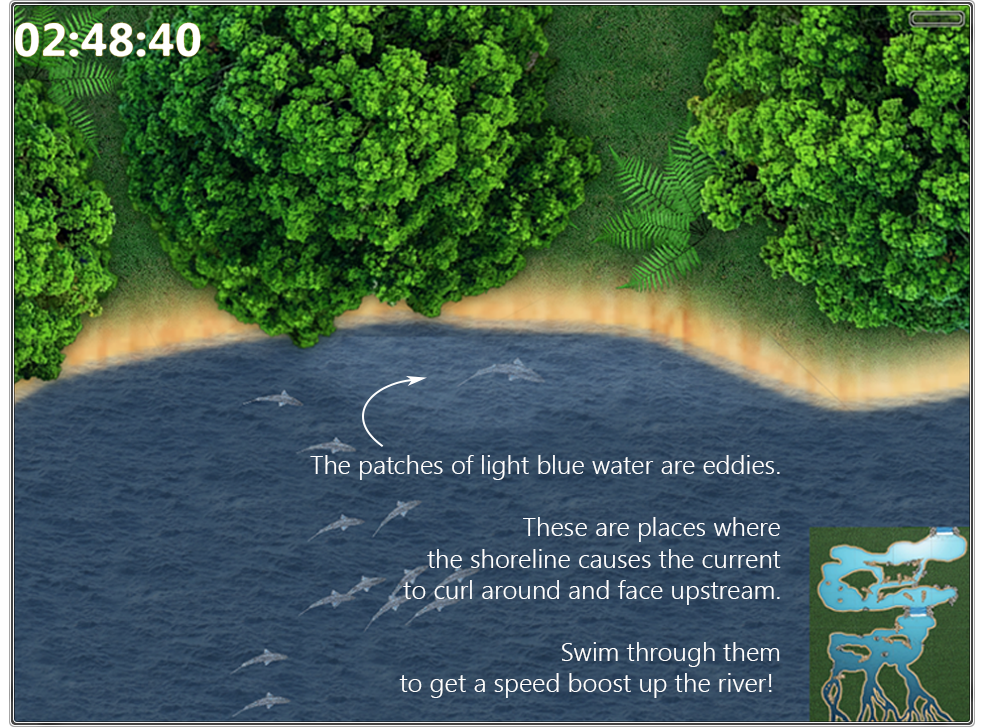 02:48:40
The patches of light blue water are eddies.
These are places where
the shoreline causes the current
to curl around and face upstream.
Swim through them
to get a speed boost up the river!